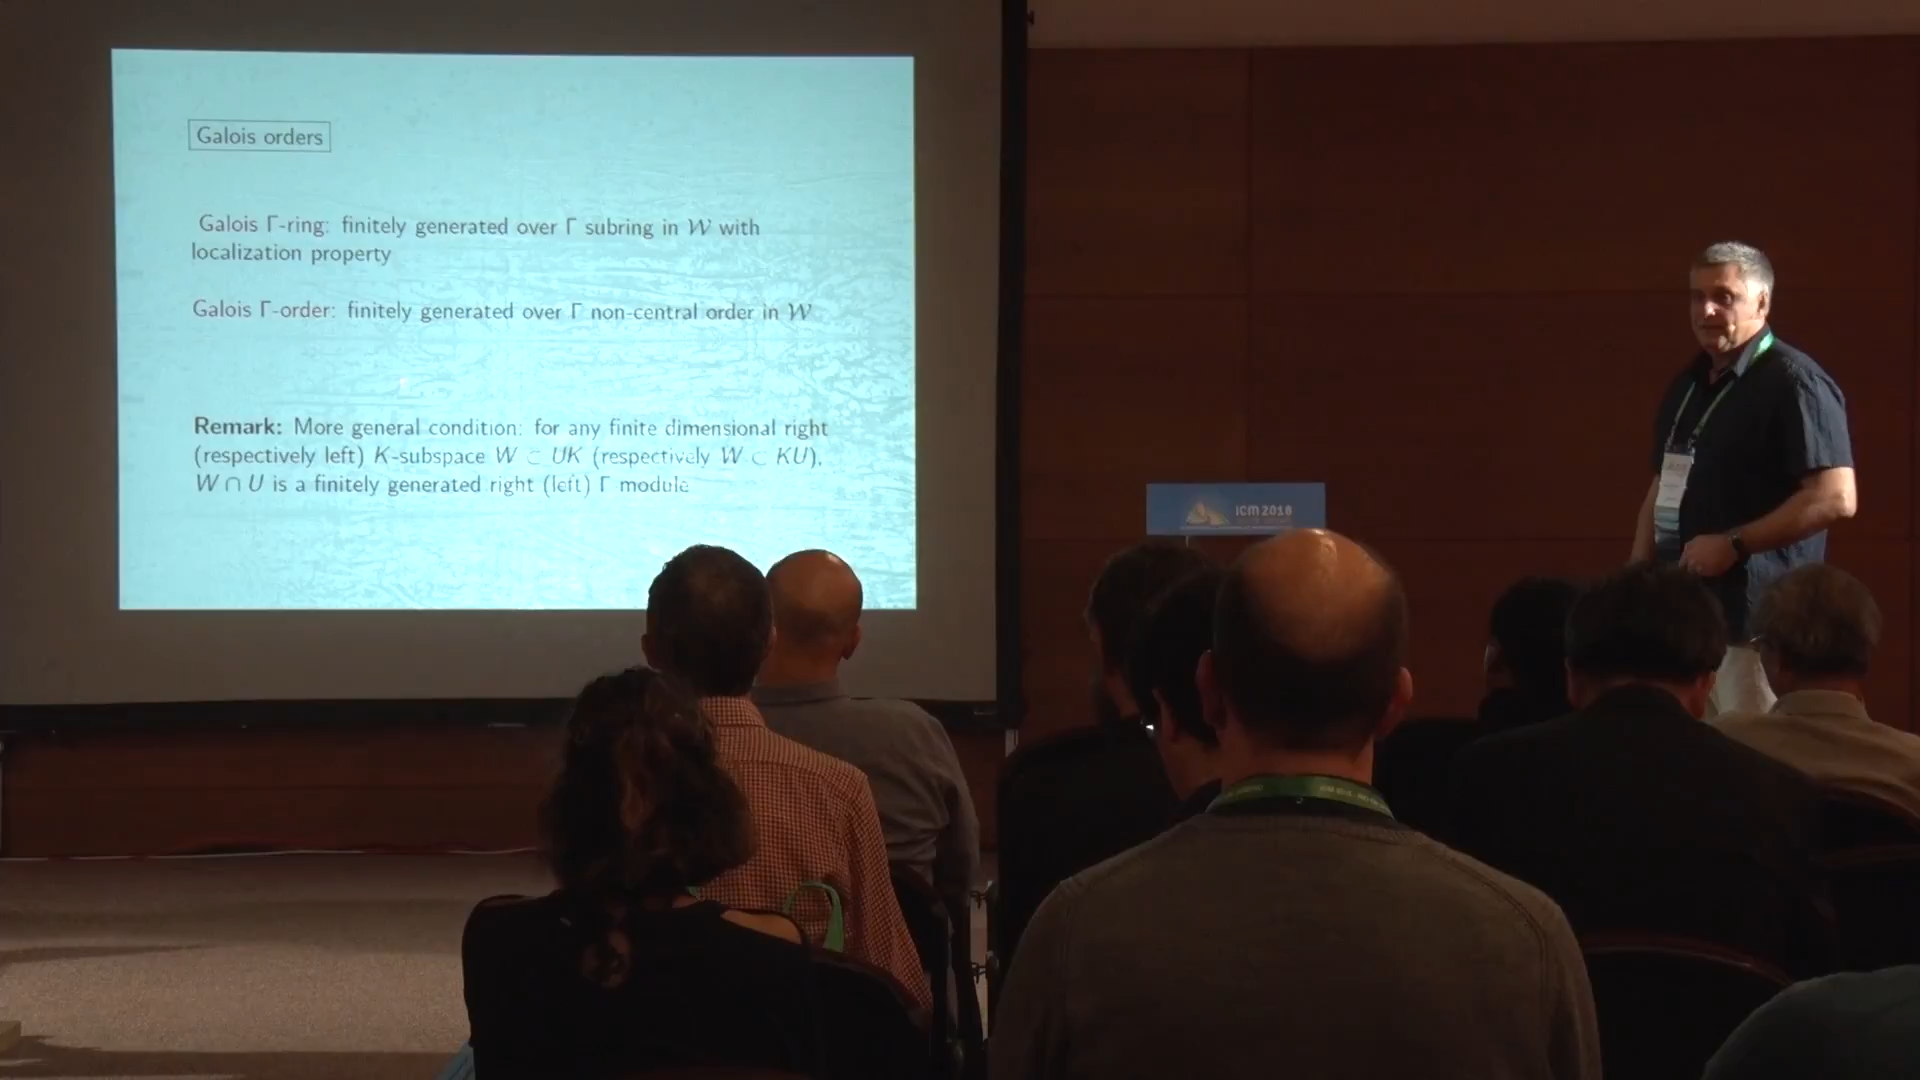 Galois orders
Galois Γ-ring: finitely generated over Γ subring in 𝒲 with
localization property
Galois Γ-order: finitely generated over Γ non-central order in 𝒲
Remark: More general condition: for any finite dimensional right
(respectively left) K-subspace W ⊂ UK (respectively W ⊂ KU),
W ∩ U is a finitely generated right (left) Γ module
ICM 2018